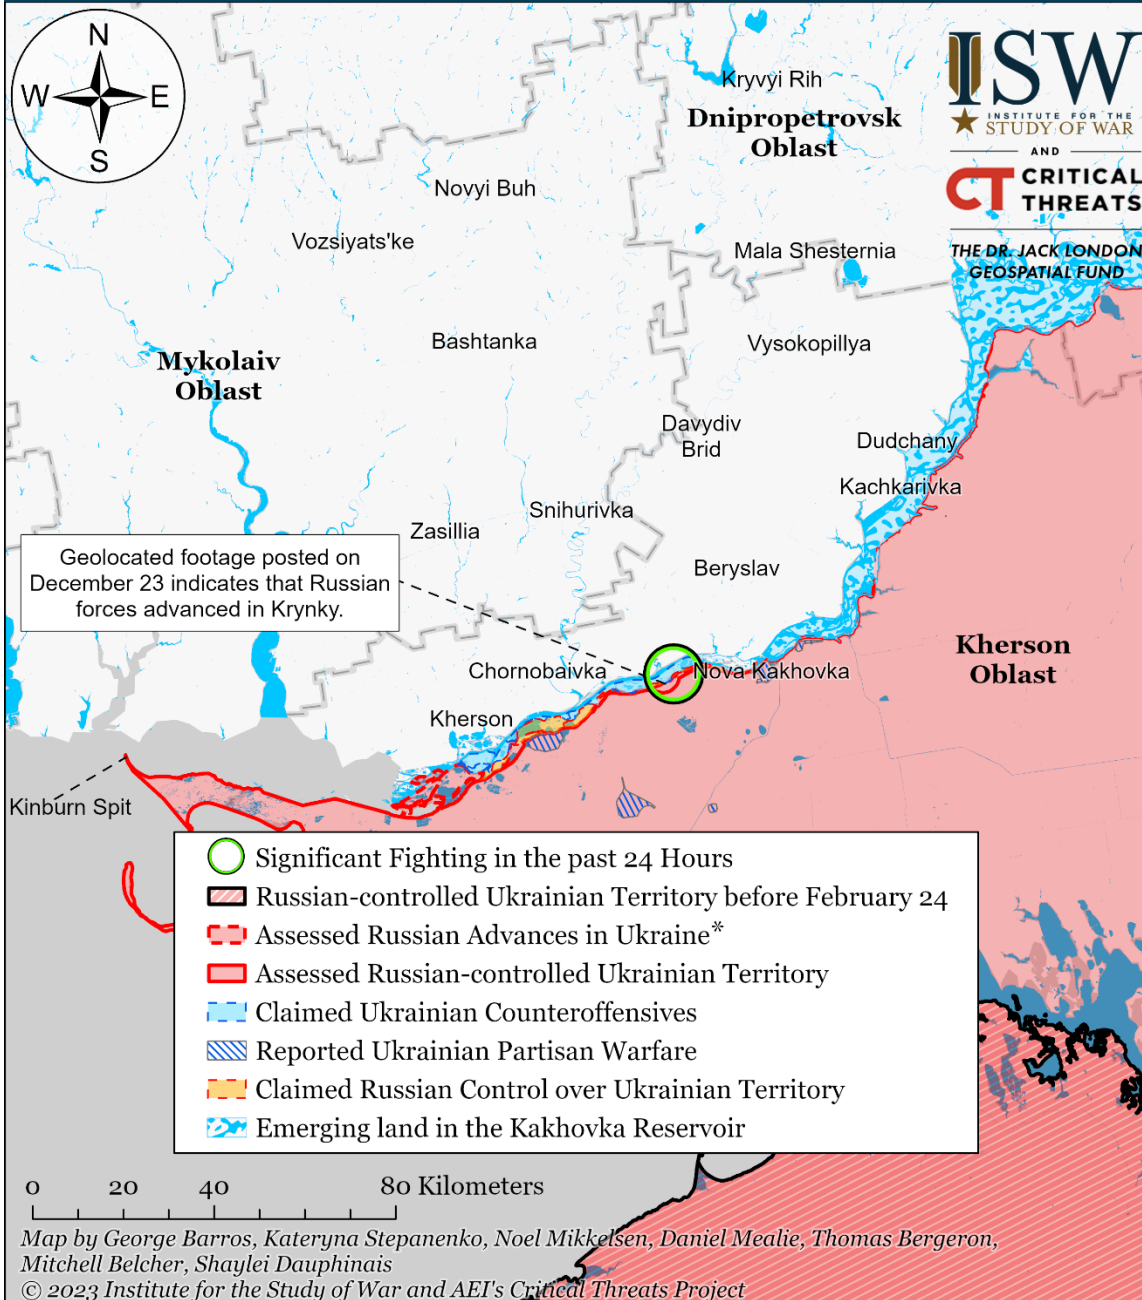 N
W
E
S
ISW
INSTITUTE FOR THE
STUDY OF WAR
AND
CT CRITICAL
THREATS
THE DR. JACK LONDON
GEOSPATIAL FUND
Kryvyi Rih
Dnipropetrovsk
Oblast
Novyi Buh
Vozsiyats'ke
Mala Shesternia
Bashtanka
Vysokopillya
Mykolaiv
Oblast
Davydiv
Brid
Dudchany
Kachkarivka
Snihurivka
Zasillia
Geolocated footage posted on
December 23 indicates that Russian
forces advanced in Krynky.
Beryslav
Kherson
Oblast
Chornobaivka
Nova Kakhovka
Kherson
Kinburn Spit
Significant Fighting in the past 24 Hours
Russian-controlled Ukrainian Territory before February 24
Assessed Russian Advances in Ukraine*
Assessed Russian-controlled Ukrainian Territory
Claimed Ukrainian Counteroffensives
Reported Ukrainian Partisan Warfare
Claimed Russian Control over Ukrainian Territory
Emerging land in the Kakhovka Reservoir
0 20 40 80 Kilometers
Map by George Barros, Kateryna Stepanenko, Noel Mikkelsen, Daniel Mealie, Thomas Bergeron,
Mitchell Belcher, Shaylei Dauphinais
© 2023 Institute for the Study of War and AEI's Critical Threats Project